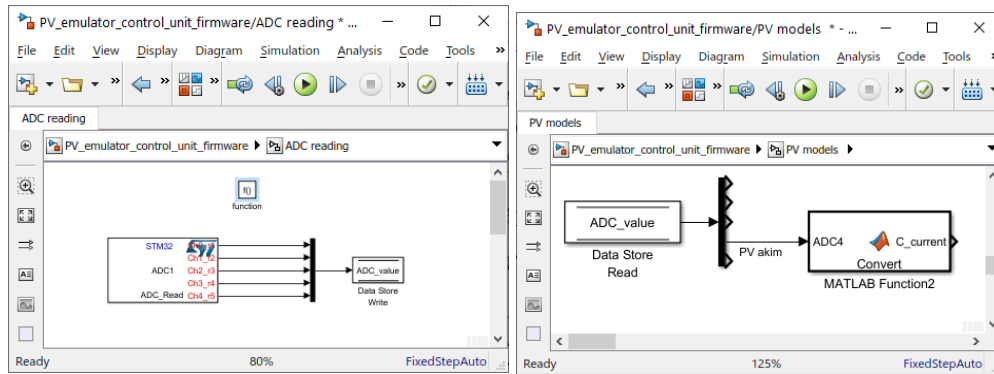 PV_emulator_control_unit_firmware/ADC reading * - ...
File Edit View Display Diagram Simulation Analysis Code Tools »
»
»
»
ADC reading
PV_emulator_control_unit_firmware ADC reading
f()
function
STM32
Ch1_r2
ADC1 Ch2_r3
Ch3_r4
ADC_Read Ch4_r5
ADC_value
Data Store
Write
Ready 80% FixedStepAuto
PV_emulator_control_unit_firmware/PV models * - ...
File Edit View Display Diagram Simulation Analysis Code Tools »
»
»
»
PV models
PV_emulator_control_unit_firmware PV models
ADC_value
Data Store
Read
PV akim
ADC4 C_current
Convert
MATLAB Function2
Ready 125% FixedStepAuto